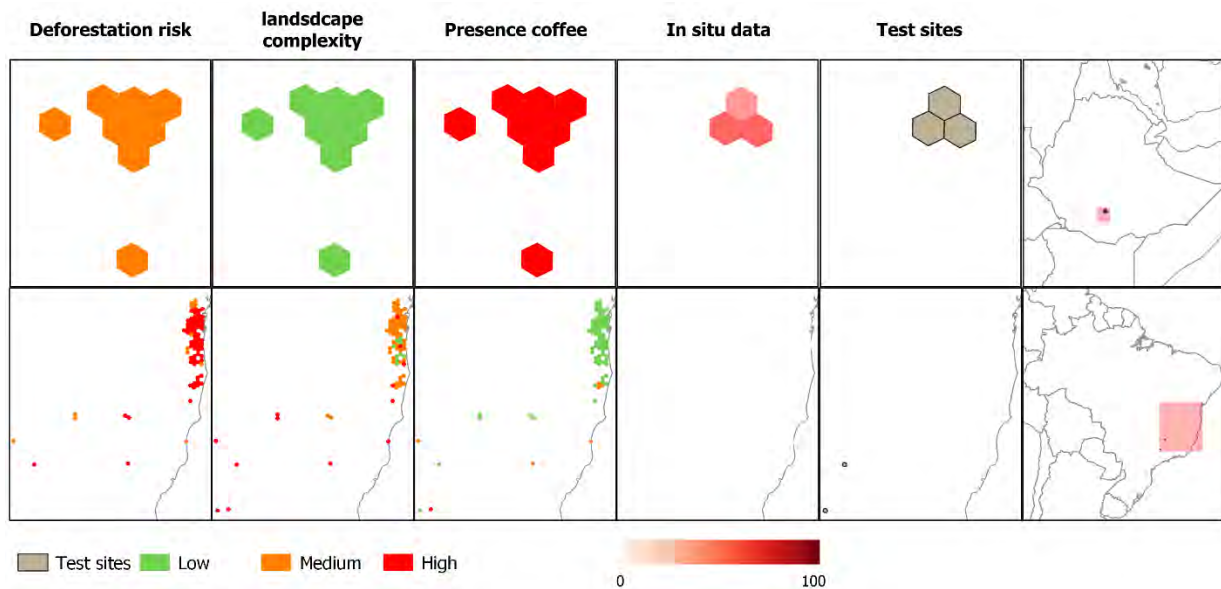 Deforestation risk
landsdcape
complexity
Presence coffee
In situ data
Test sites
Test sites
Low
Medium
High
0
100